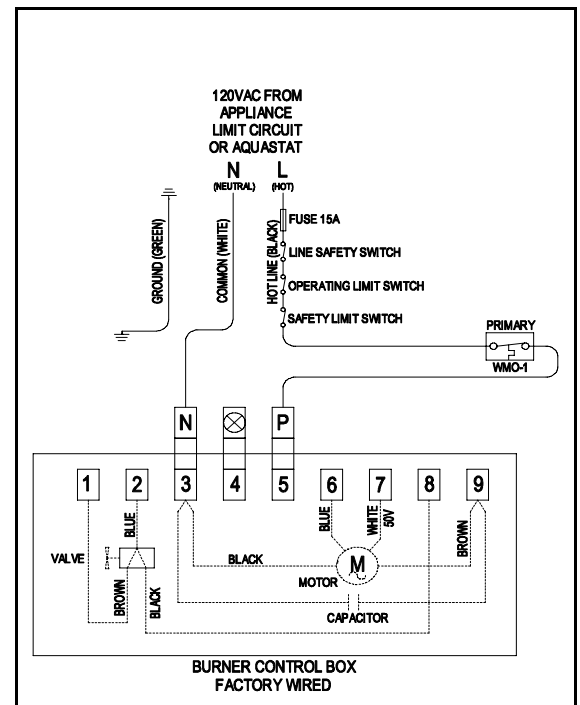 120VAC FROM
APPLIANCE
LIMIT CIRCUIT
OR AQUASTAT
N L
(NEUTRAL) (HOT)
GROUND (GREEN)
COMMON (WHITE)
HOT LINE (BLACK)
FUSE 15A
LINE SAFETY SWITCH
OPERATING LIMIT SWITCH
SAFETY LIMIT SWITCH
PRIMARY
WMO-1
N P
1 2 3 4 5 6 7 8 9
BLUE
BLUE
WHITE
50V
BROWN
VALVE
BLACK
M
MOTOR
BROWN
BLACK
CAPACITOR
BURNER CONTROL BOX
FACTORY WIRED